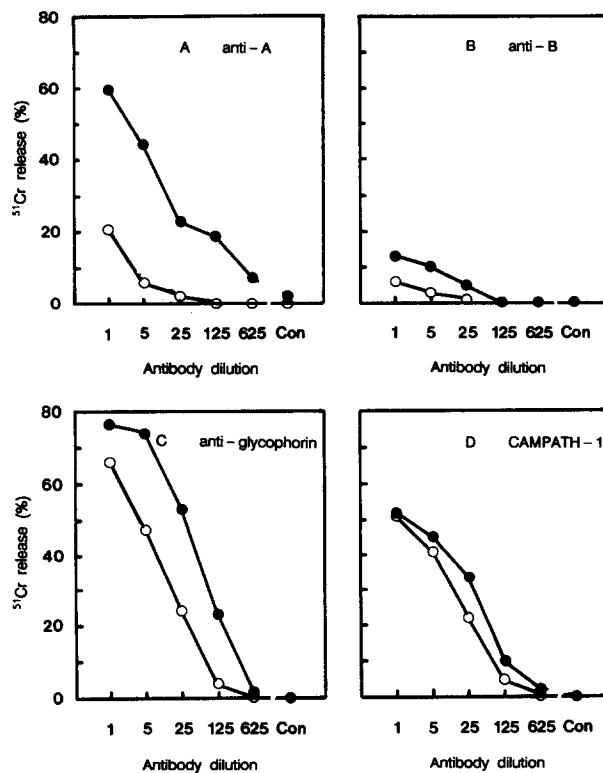 A anti-A
B anti-B
80
60
40
20
0
51Cr release (%)
1 5 25 125 625 Con
1 5 25 125 625 Con
Antibody dilution
Antibody dilution
C anti-glycophorin
D CAMPATH-1
80
60
40
20
0
51Cr release (%)
1 5 25 125 625 Con
1 5 25 125 625 Con
Antibody dilution
Antibody dilution